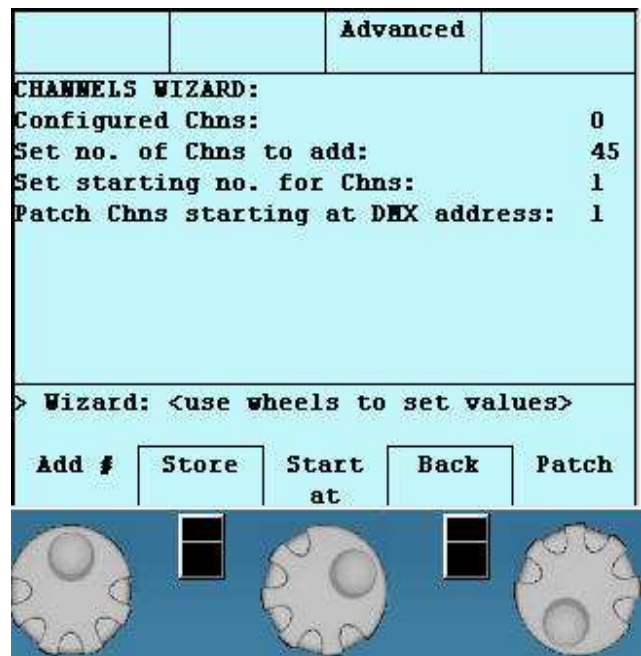 Advanced
CHANNELS WIZARD:
Configured Chns: 0
Set no. of Chns to add: 45
Set starting no. for Chns: 1
Patch Chns starting at DMX address: 1
> Wizard: <use wheels to set values>
Add # Store Start at Back Patch